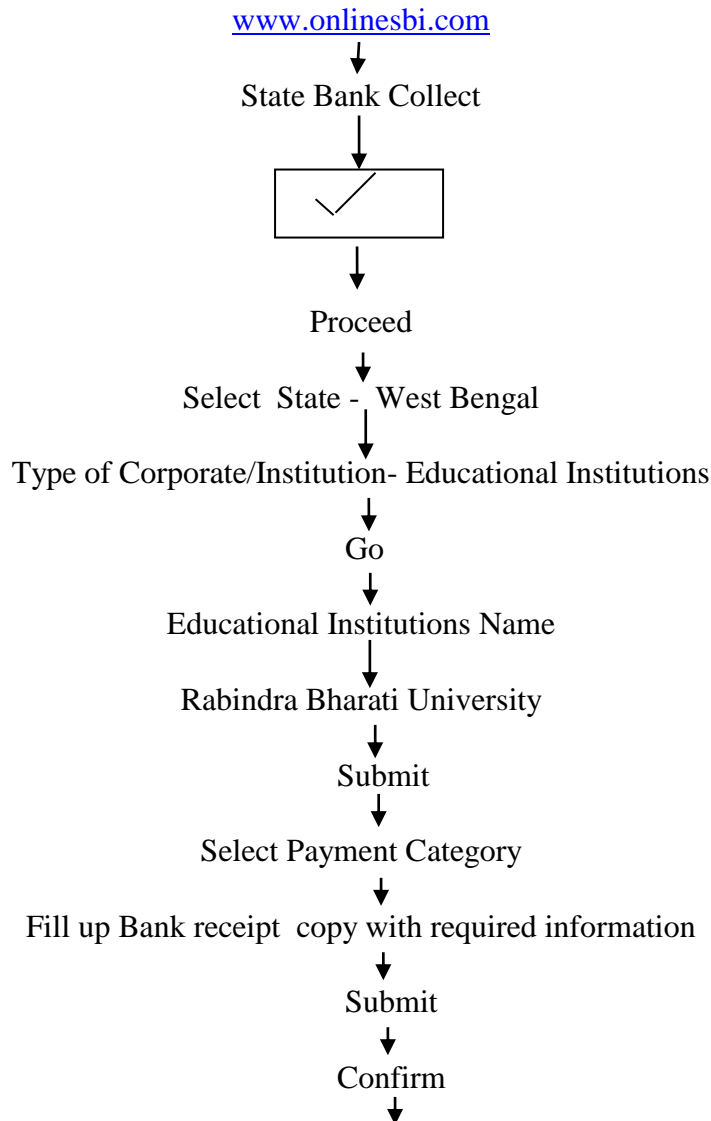 www.onlinesbi.com
State Bank Collect
Proceed
Select State - West Bengal
Type of Corporate/Institution- Educational Institutions
Go
Educational Institutions Name
Rabindra Bharati University
Submit
Select Payment Category
Fill up Bank receipt copy with required information
Submit
Confirm